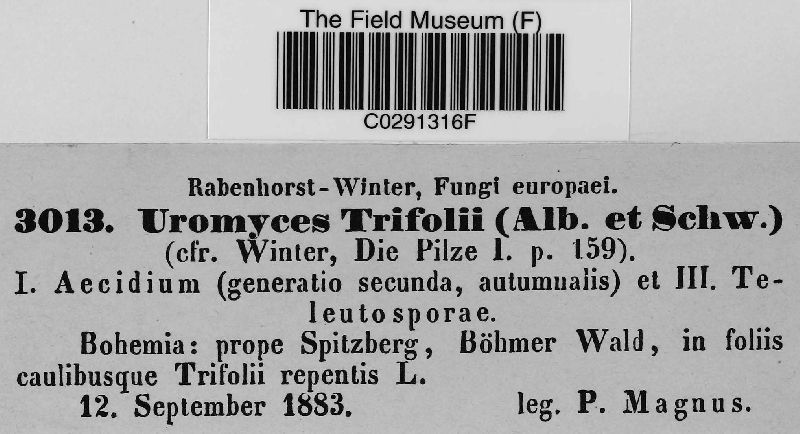 The Field Museum (F)
C0291316F
Rabenhorst-Winter, Fungi europaei.
3013. Uromyces Trifolii (Alb. et Schw.)
(cfr. Winter, Die Pilze I. p. 159).
I. Aecidium (generatio secunda, autumnalis) et III. Te-
leutosporae.
Bohemia: prope Spitzberg, Böhmer Wald, in foliis
caulibusque Trifolii repentis L.
12. September 1883. leg. P. Magnus.